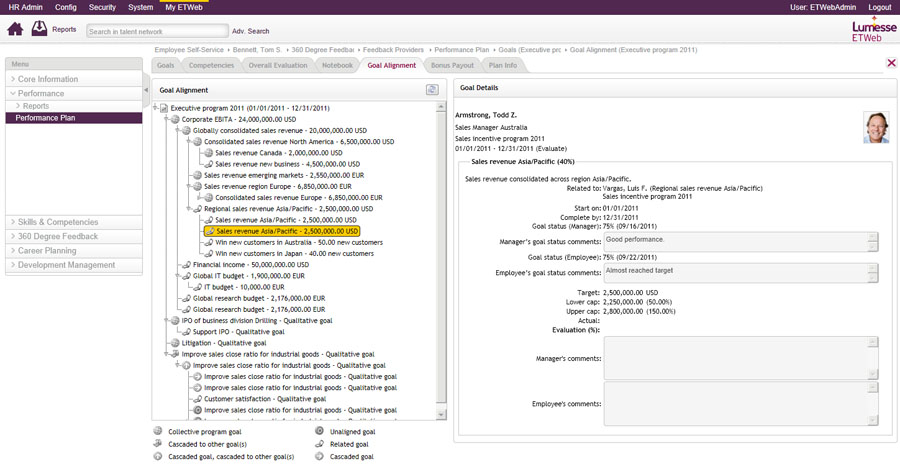 HR Admin Config Security System My ETWeb User: ETWebAdmin Logout
Reports Search in talent network Adv. Search Lumesse
ETWeb
Employee Self-Service › Bennett, Tom S. › 360 Degree Feedbac › Feedback Providers › Performance Plan › Goals (Executive pr › Goal Alignment (Executive program 2011)
Goals Competencies Overall Evaluation Notebook Goal Alignment Bonus Payout Plan Info
Menu
Core Information
Performance
Reports
Performance Plan
Skills & Competencies
360 Degree Feedback
Career Planning
Development Management
Goal Alignment
Executive program 2011 (01/01/2011 - 12/31/2011)
Corporate EBITA - 24,000,000.00 USD
Globally consolidated sales revenue - 20,000,000.00 USD
Consolidated sales revenue North America - 6,500,000.00 USD
Sales revenue Canada - 2,000,000.00 USD
Sales revenue new business - 4,500,000.00 USD
Sales revenue emerging markets - 2,550,000.00 EUR
Sales revenue region Europe - 6,850,000.00 EUR
Consolidated sales revenue Europe - 6,850,000.00 EUR
Regional sales revenue Asia/Pacific - 2,500,000.00 USD
Sales revenue Asia/Pacific - 2,500,000.00 USD
Sales revenue Asia/Pacific - 2,500,000.00 USD
Win new customers in Australia - 50.00 new customers
Win new customers in Japan - 40.00 new customers
Financial income - 50,000,000.00 USD
Global IT budget - 1,900,000.00 EUR
IT budget - 10,000.00 EUR
Global research budget - 2,176,000.00 EUR
Global research budget - 2,176,000.00 EUR
IPO of business division Drilling - Qualitative goal
Support IPO - Qualitative goal
Litigation - Qualitative goal
Improve sales close ratio for industrial goods - Qualitative goal
Improve sales close ratio for industrial goods - Qualitative goal
Improve sales close ratio for industrial goods - Qualitative goal
Improve sales close ratio for industrial goods - Qualitative goal
Customer satisfaction - Qualitative goal
Improve sales close ratio for industrial goods - Qualitative goal
Collective program goal Unaligned goal
Cascaded to other goal(s) Related goal
Cascaded goal, cascaded to other goal(s) Cascaded goal
Goal Details
Armstrong, Todd Z.
Sales Manager Australia
Sales incentive program 2011
01/01/2011 - 12/31/2011 (Evaluate)
Sales revenue Asia/Pacific (40%)
Sales revenue consolidated across region Asia/Pacific.
Related to: Vargas, Luis F. (Regional sales revenue Asia/Pacific)
Sales incentive program 2011
Start on: 01/01/2011
Complete by: 12/31/2011
Goal status (Manager): 75% (09/16/2011)
Manager's goal status comments: Good performance.
Goal status (Employee): 75% (09/22/2011)
Employee's goal status comments: Almost reached target
Target: 2,500,000.00 USD
Lower cap: 2,250,000.00 (50.00%)
Upper cap: 2,800,000.00 (150.00%)
Actual:
Evaluation (%):
Manager's comments:
Employee's comments: